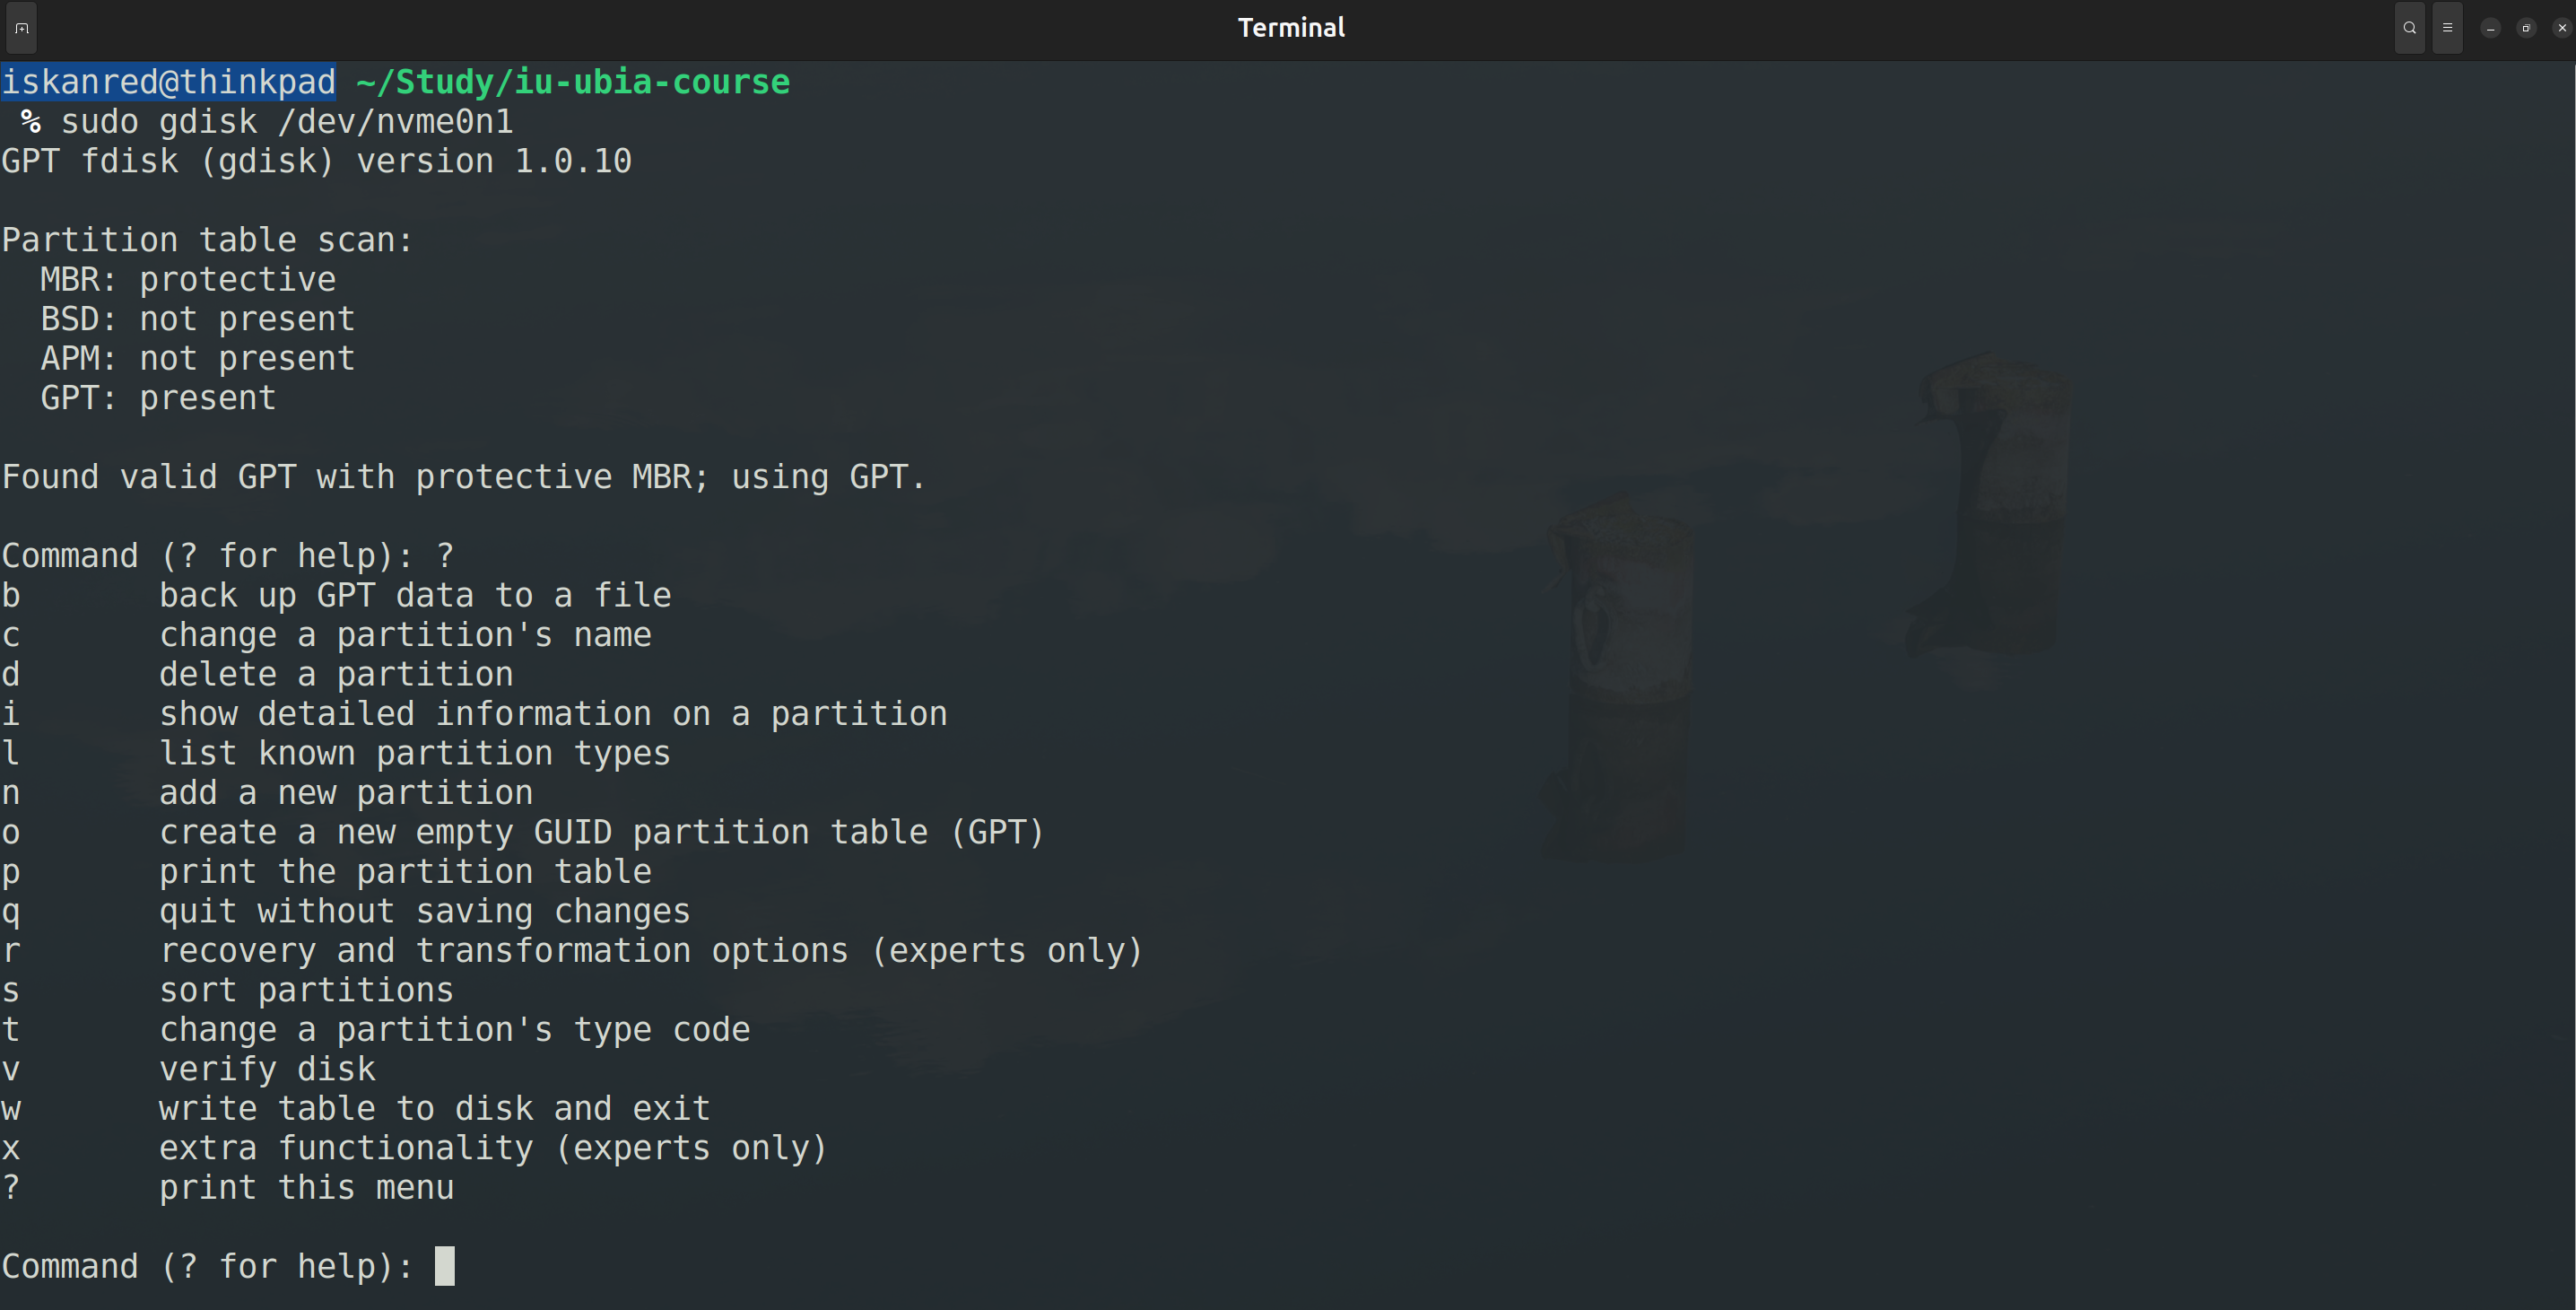 Terminal
iskanred@thinkpad ~/Study/iu-ubia-course
% sudo gdisk /dev/nvme0n1
GPT fdisk (gdisk) version 1.0.10
Partition table scan:
MBR: protective
BSD: not present
APM: not present
GPT: present
Found valid GPT with protective MBR; using GPT.
Command (? for help): ?
b back up GPT data to a file
c change a partition's name
d delete a partition
i show detailed information on a partition
l list known partition types
n add a new partition
o create a new empty GUID partition table (GPT)
p print the partition table
q quit without saving changes
r recovery and transformation options (experts only)
s sort partitions
t change a partition's type code
v verify disk
w write table to disk and exit
x extra functionality (experts only)
? print this menu
Command (? for help):